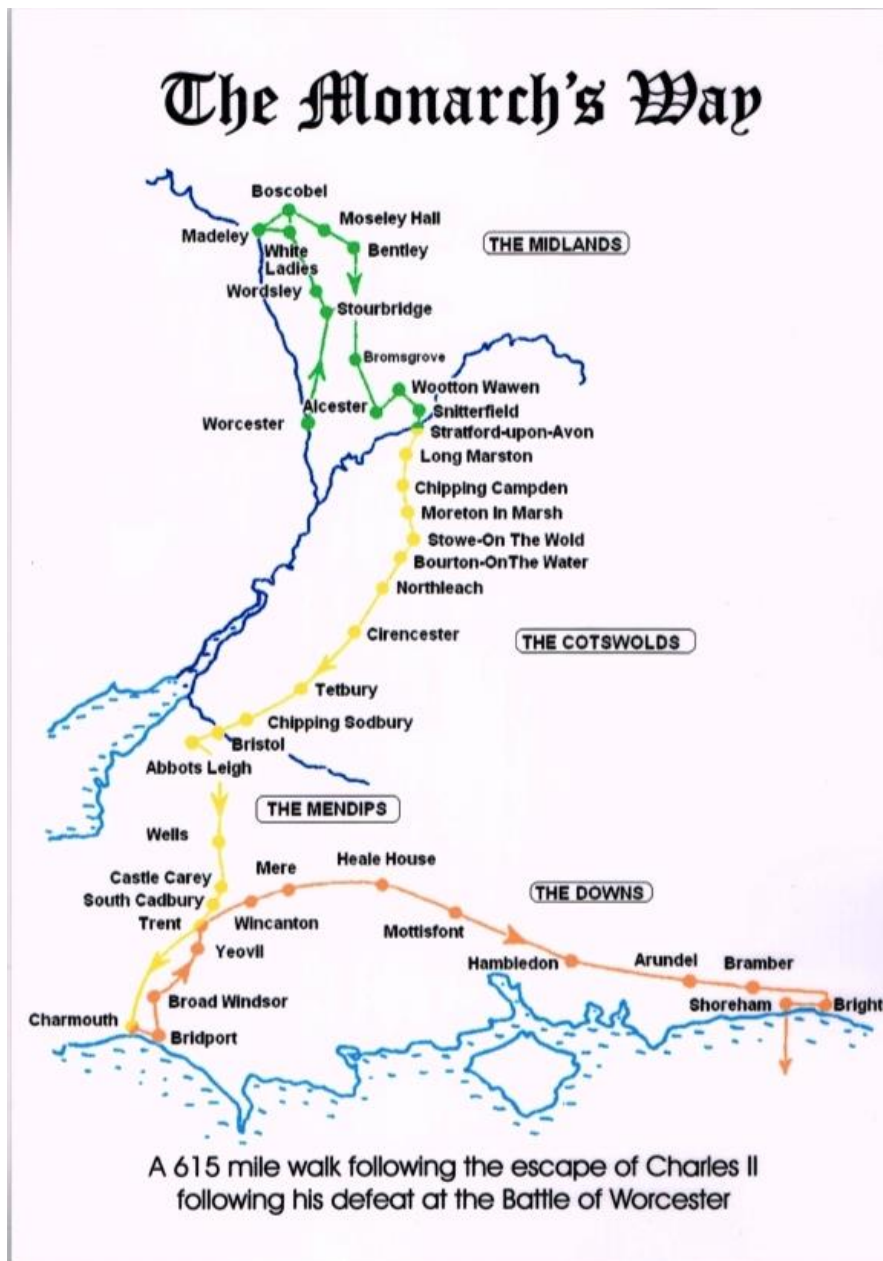 The Monarch's Way
Boscobel
Moseley Hall
Madeley
THE MIDLANDS
White
Ladies
Bentley
Wordsley
Stourbridge
Bromsgrove
Wootton Wawen
Alcester
Snitterfield
Worcester
Stratford-upon-Avon
Long Marston
Chipping Campden
Moreton In Marsh
Stowe-On The Wold
Bourton-OnThe Water
Northleach
Cirencester
THE COTSWOLDS
Tetbury
Chipping Sodbury
Bristol
Abbots Leigh
THE MENDIPS
Wells
Heale House
Mere
Castle Carey
THE DOWNS
South Cadbury
Trent
Wincanton
Mottisfont
Yeovil
Hambledon
Arundel
Bramber
Broad Windsor
Shoreham
Bright
Charmouth
Bridport
A 615 mile walk following the escape of Charles II
following his defeat at the Battle of Worcester